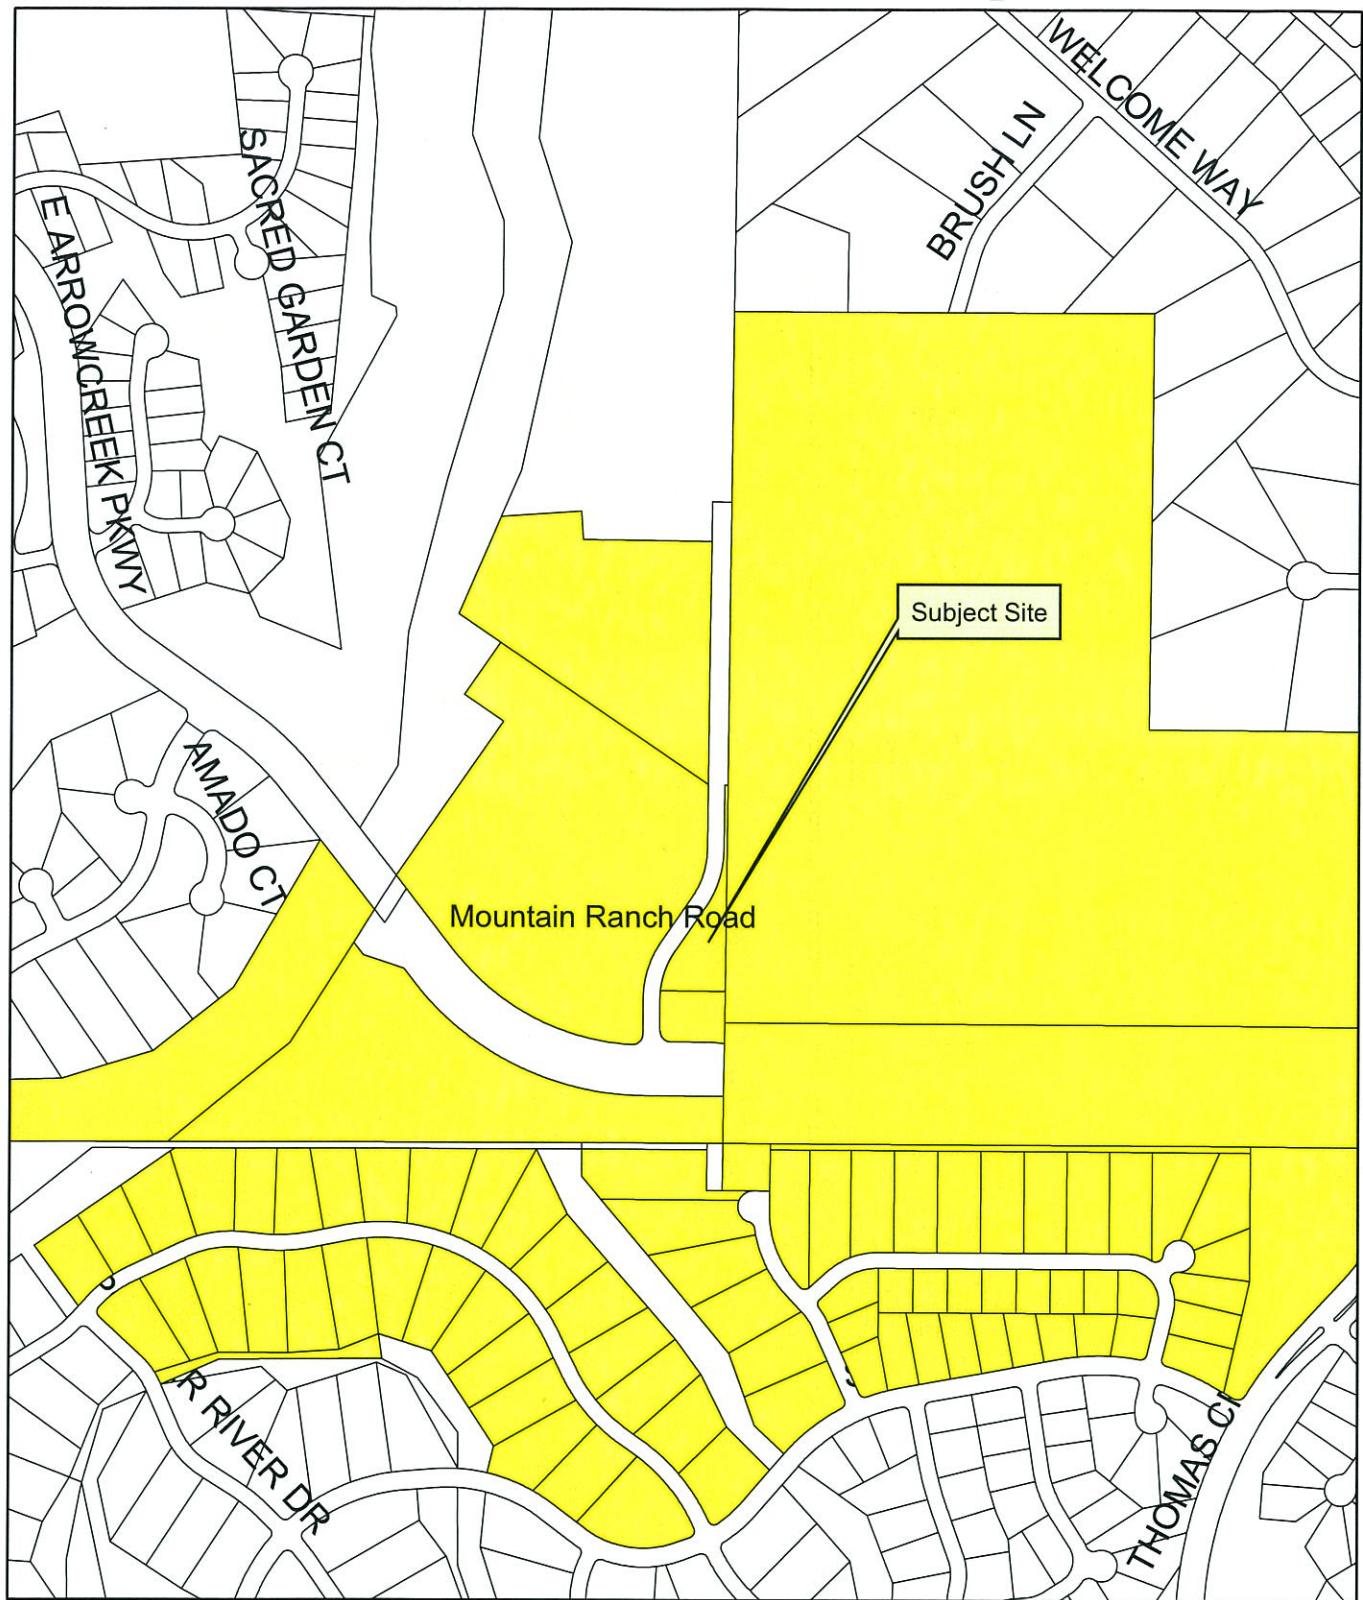 WELCOME WAY
BRUSH LN
SACRED GARDEN CT
E ARROWCREEK PKWY
Subject Site
AMADO CT
Mountain Ranch Road
R RIVER DR
THOMAS C